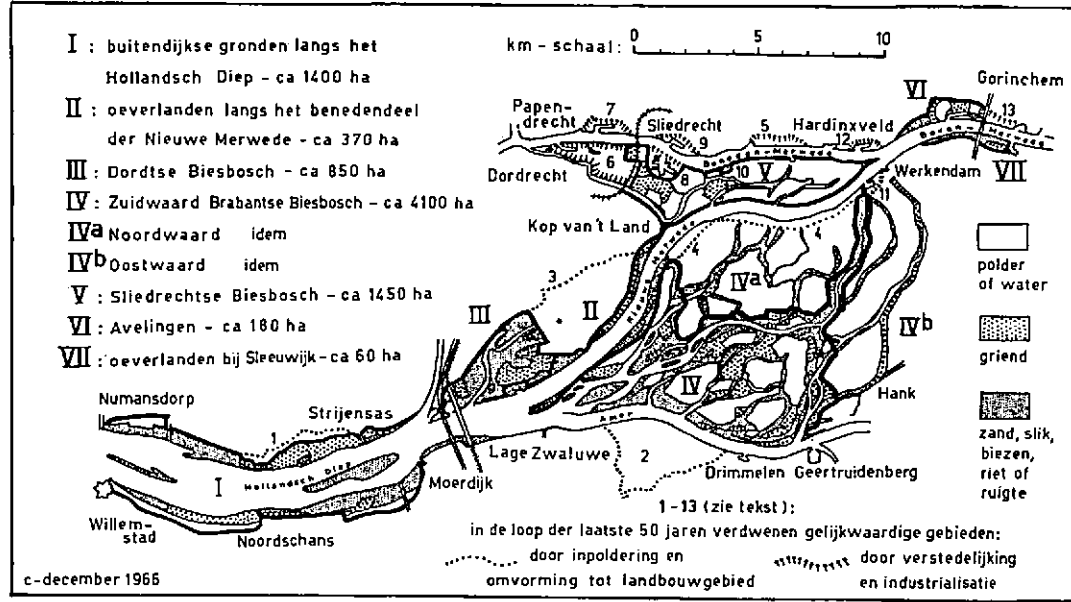 I : buitendijkse gronden langs het
Hollandsch Diep - ca 1400 ha
II : oeverlanden langs het benedendeel
der Nieuwe Merwede - ca 370 ha
III : Dordtse Biesbosch - ca 850 ha
IV : Zuidwaard Brabantse Biesbosch - ca 4100 ha
IVa Noordwaard idem
IVb Oostwaard idem
V : Sliedrechtse Biesbosch - ca 1450 ha
VI : Avelingen - ca 180 ha
VII : oeverlanden bij Sleeuwijk - ca 60 ha
km - schaal : 0 5 10
Gorinchem
VI
13
Papen-
drecht
7
Sliedrecht
5
Hardinxveld
9
12
Beneden - Merwede
Boven - Merwede
6
Dordrecht
8
10
V
Werkendam
VII
11
Kop van't Land
Nieuwe Merwede
4
4
3
IVa
II
III
IVb
IV
Hank
polder
of water
griend
zand, slik,
biezen,
riet of
ruigte
Numansdorp
Strijensas
1
Amer
Lage Zwaluwe
2
Drimmelen
Geertruidenberg
I
Hollandsch Diep
Moerdijk
Willem-
stad
Noordschans
1-13 (zie tekst) :
in de loop der laatste 50 jaren verdwenen gelijkwaardige gebieden:
door inpoldering en
omvorming tot landbouwgebied
door verstedelijking
en industrialisatie
c-december 1966